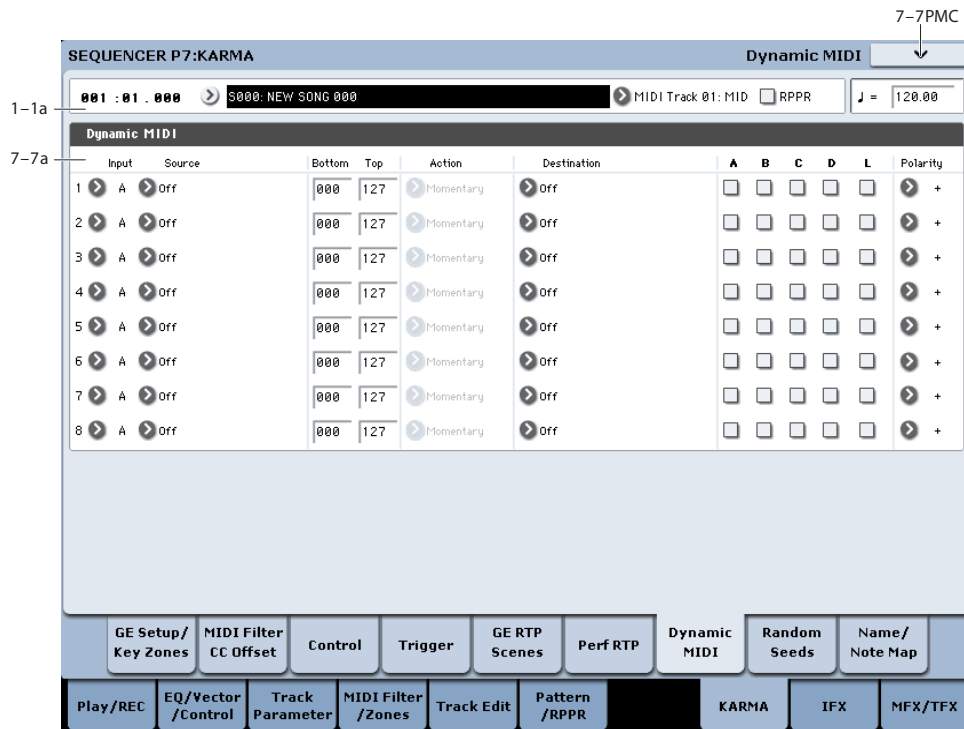 7–7PMC
SEQUENCER P7:KARMA Dynamic MIDI
1–1a
001 :01 . 000 S000: NEW SONG 000 MIDI Track 01: MID RPPR ♩ = 120.00
Dynamic MIDI
7–7a
Input Source Bottom Top Action Destination A B C D L Polarity
1 A Off 000 127 Momentary Off +
2 A Off 000 127 Momentary Off +
3 A Off 000 127 Momentary Off +
4 A Off 000 127 Momentary Off +
5 A Off 000 127 Momentary Off +
6 A Off 000 127 Momentary Off +
7 A Off 000 127 Momentary Off +
8 A Off 000 127 Momentary Off +
GE Setup/ MIDI Filter Control Trigger GE RTP Perf RTP Dynamic Random Name/
Key Zones CC Offset Scenes MIDI Seeds Note Map
Play/REC EQ/Vector Track MIDI Filter Track Edit Pattern KARMA IFX MFX/TFX
/Control Parameter /Zones /RPPR